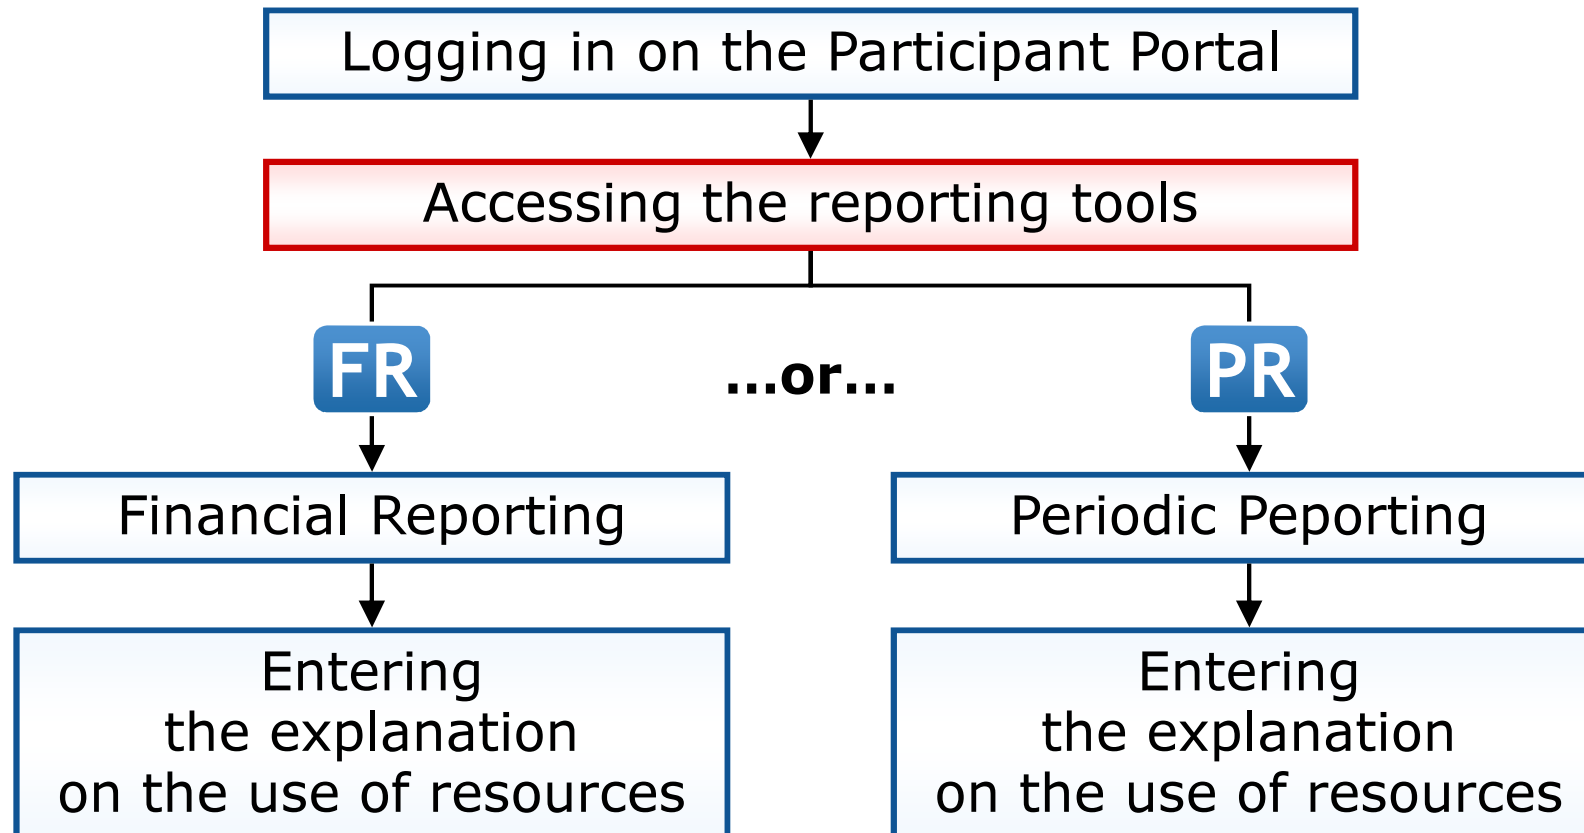 Logging in on the Participant Portal
Accessing the reporting tools
FR
...or...
PR
Financial Reporting
Periodic Peporting
Entering
the explanation
on the use of resources
Entering
the explanation
on the use of resources